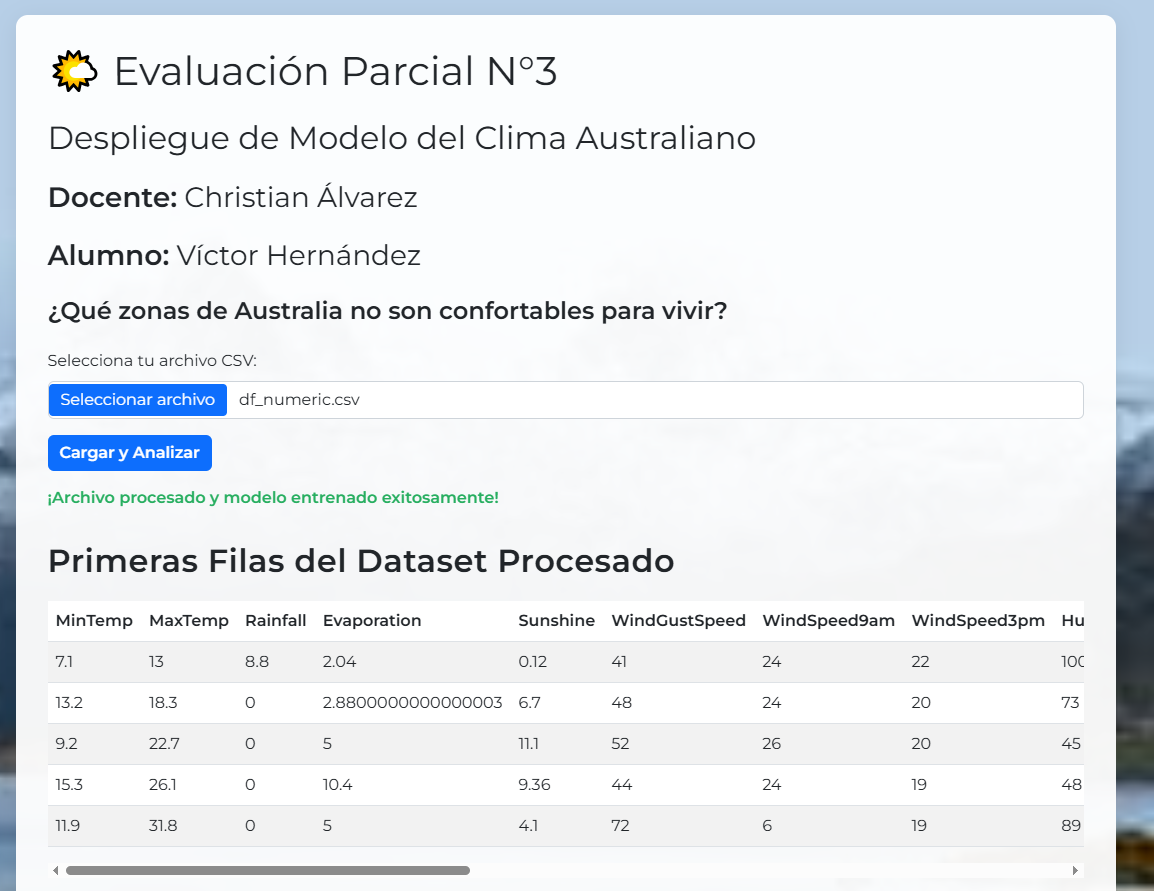 Evaluación Parcial N°3
Despliegue de Modelo del Clima Australiano
Docente: Christian Álvarez
Alumno: Víctor Hernández
¿Qué zonas de Australia no son confortables para vivir?
Selecciona tu archivo CSV:
Seleccionar archivo df_numeric.csv
Cargar y Analizar
¡Archivo procesado y modelo entrenado exitosamente!
Primeras Filas del Dataset Procesado
MinTemp MaxTemp Rainfall Evaporation Sunshine WindGustSpeed WindSpeed9am WindSpeed3pm Hu
7.1 13 8.8 2.04 0.12 41 24 22 100
13.2 18.3 0 2.8800000000000003 6.7 48 24 20 73
9.2 22.7 0 5 11.1 52 26 20 45
15.3 26.1 0 10.4 9.36 44 24 19 48
11.9 31.8 0 5 4.1 72 6 19 89